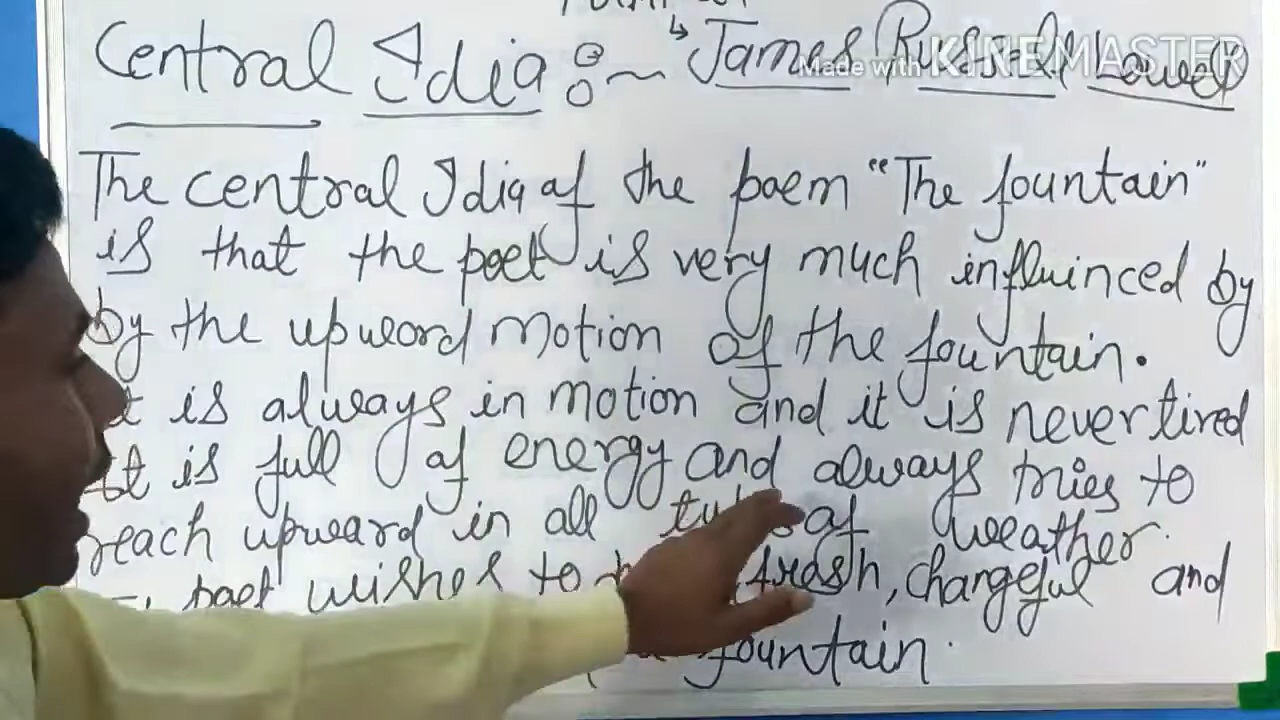 Central Idia :~ ↳ James Russell Lowell
Made with KINEMASTER
The central Idia of the poem "The fountain"
is that the poet is very much influinced by
by the upword motion of the fountain.
is always in motion and it is never tired
It is full of energy and always tries to
reach upward in all of weather.
poet wishes to fresh, changeful and
fountain.